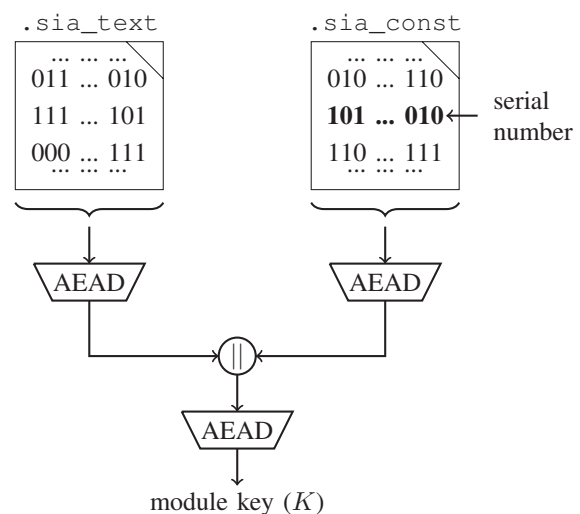 .sia_text
... ... ...
011 ... 010
111 ... 101
000 ... 111
... ... ...
.sia_const
... ... ...
010 ... 110
101 ... 010
110 ... 111
... ... ...
serial
number
AEAD
AEAD
||
AEAD
module key (K)